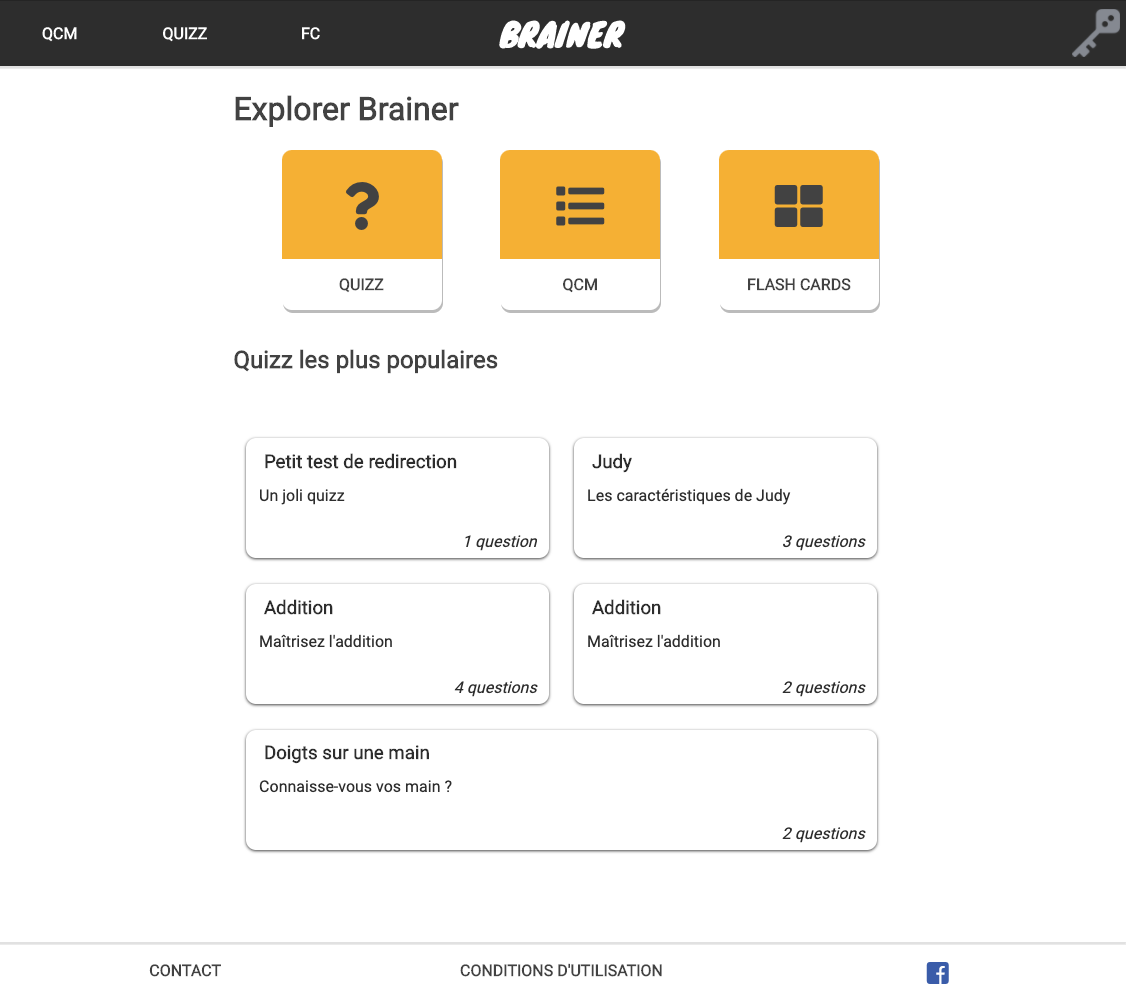 QCM QUIZZ FC BRAINER
Explorer Brainer
QUIZZ QCM FLASH CARDS
Quizz les plus populaires
Petit test de redirection
Un joli quizz
1 question
Judy
Les caractéristiques de Judy
3 questions
Addition
Maîtrisez l'addition
4 questions
Addition
Maîtrisez l'addition
2 questions
Doigts sur une main
Connaisse-vous vos main ?
2 questions
CONTACT CONDITIONS D'UTILISATION